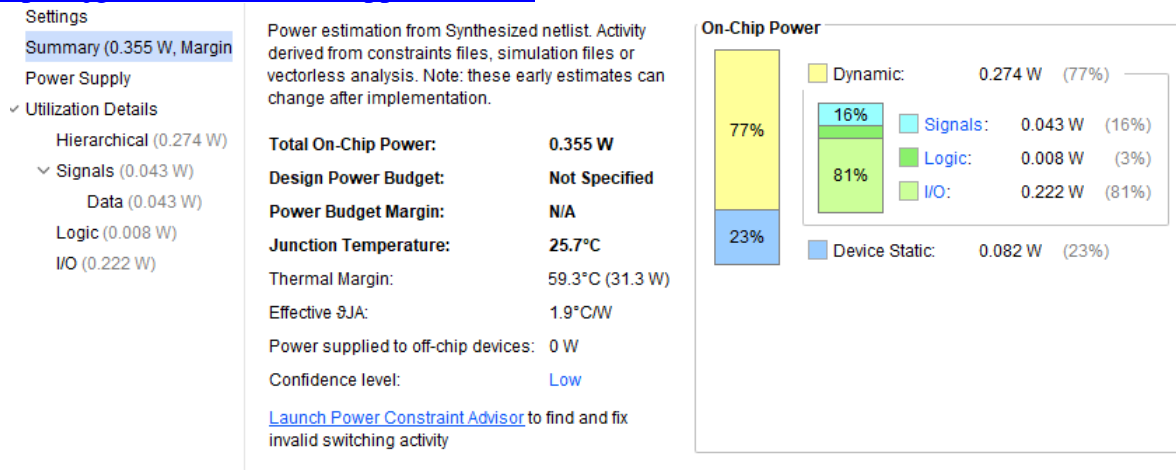 Settings
Summary (0.355 W, Margin
Power Supply
Utilization Details
Hierarchical (0.274 W)
Signals (0.043 W)
Data (0.043 W)
Logic (0.008 W)
I/O (0.222 W)
Power estimation from Synthesized netlist. Activity
derived from constraints files, simulation files or
vectorless analysis. Note: these early estimates can
change after implementation.
Total On-Chip Power: 0.355 W
Design Power Budget: Not Specified
Power Budget Margin: N/A
Junction Temperature: 25.7°C
Thermal Margin: 59.3°C (31.3 W)
Effective ϑJA: 1.9°C/W
Power supplied to off-chip devices: 0 W
Confidence level: Low
Launch Power Constraint Advisor to find and fix
invalid switching activity
On-Chip Power
77%
23%
Dynamic: 0.274 W (77%)
16%
81%
Signals: 0.043 W (16%)
Logic: 0.008 W (3%)
I/O: 0.222 W (81%)
Device Static: 0.082 W (23%)